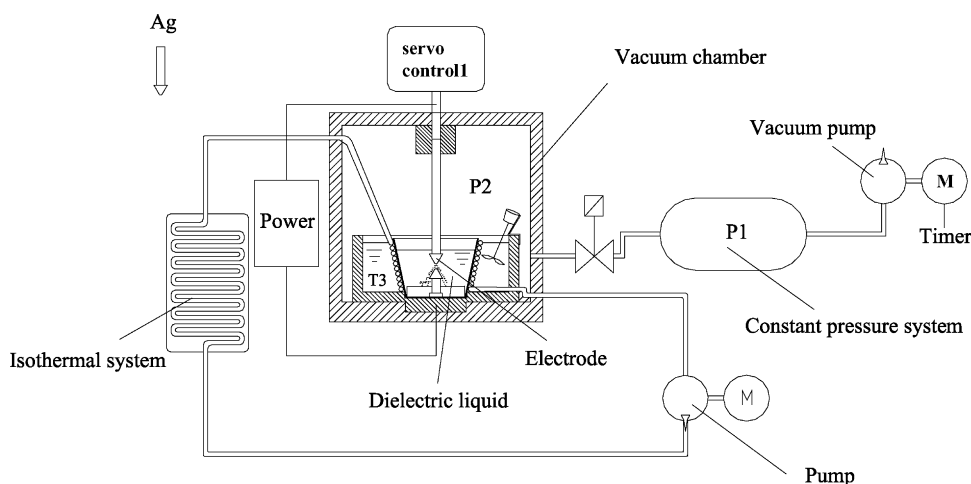 Ag
servo
control1
Vacuum chamber
Vacuum pump
P2
M
Power
P1
Timer
T3
Constant pressure system
Isothermal system
Electrode
Dielectric liquid
M
Pump